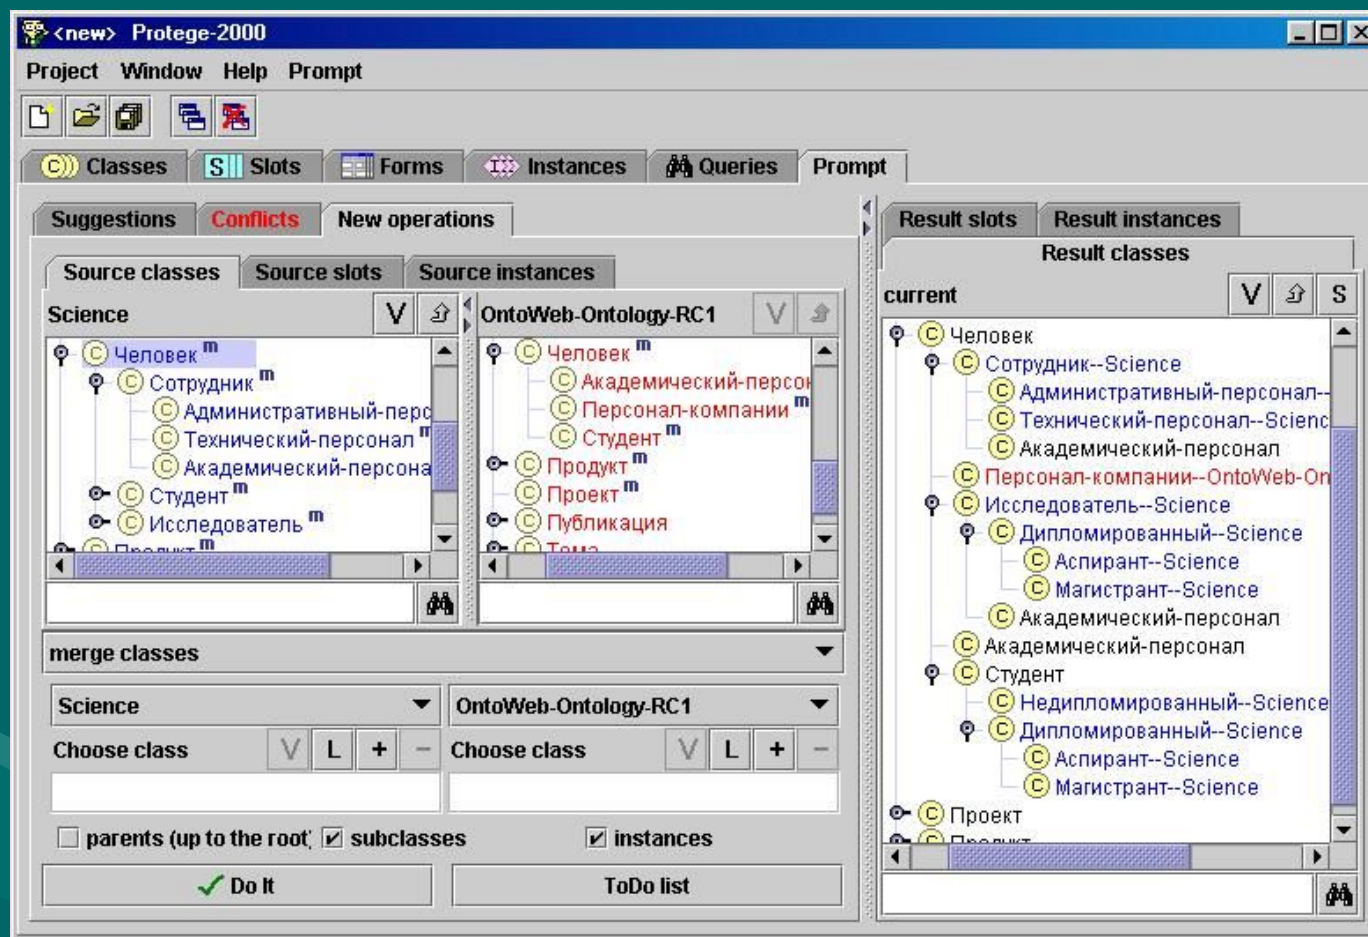 <new> Protege-2000
Project Window Help Prompt
Classes Slots Forms Instances Queries Prompt
Suggestions Conflicts New operations
Source classes Source slots Source instances
Science V
C Человек m
C Сотрудник m
C Административный-перс
C Технический-персонал m
C Академический-персона
C Студент m
C Исследователь m
C Продукт m
OntoWeb-Ontology-RC1 V
C Человек m
C Академический-персон
C Персонал-компании m
C Студент m
C Продукт m
C Проект m
C Публикация
C Тема
merge classes
Science OntoWeb-Ontology-RC1
Choose class V L + − Choose class V L + −
parents (up to the root) subclasses instances
Do It ToDo list
Result slots Result instances
Result classes
current V S
C Человек
C Сотрудник--Science
C Административный-персонал--
C Технический-персонал--Scienc
C Академический-персонал
C Персонал-компании--OntoWeb-On
C Исследователь--Science
C Дипломированный--Science
C Аспирант--Science
C Магистрант--Science
C Академический-персонал
C Академический-персонал
C Студент
C Недипломированный--Science
C Дипломированный--Science
C Аспирант--Science
C Магистрант--Science
C Проект
C Продукт